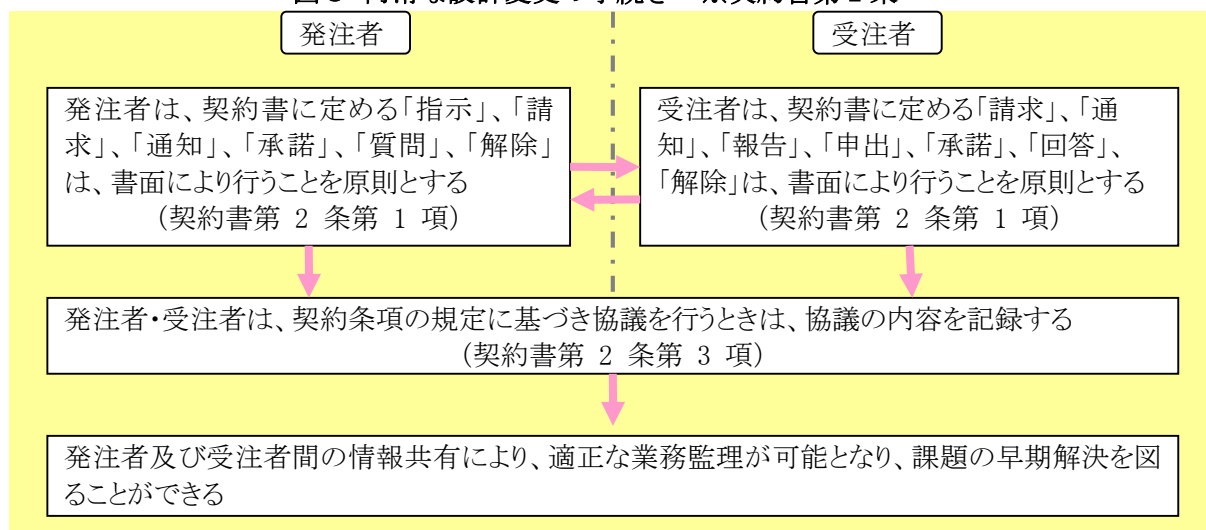 発注者
受注者
発注者は、契約書に定める「指示」、「請
求」、「通知」、「承諾」、「質問」、「解除」
は、書面により行うことを原則とする
(契約書第 2 条第 1 項)
受注者は、契約書に定める「請求」、「通
知」、「報告」、「申出」、「承諾」、「回答」、
「解除」は、書面により行うことを原則とする
(契約書第 2 条第 1 項)
発注者・受注者は、契約条項の規定に基づき協議を行うときは、協議の内容を記録する
(契約書第 2 条第 3 項)
発注者及び受注者間の情報共有により、適正な業務監理が可能となり、課題の早期解決を図
ることができる